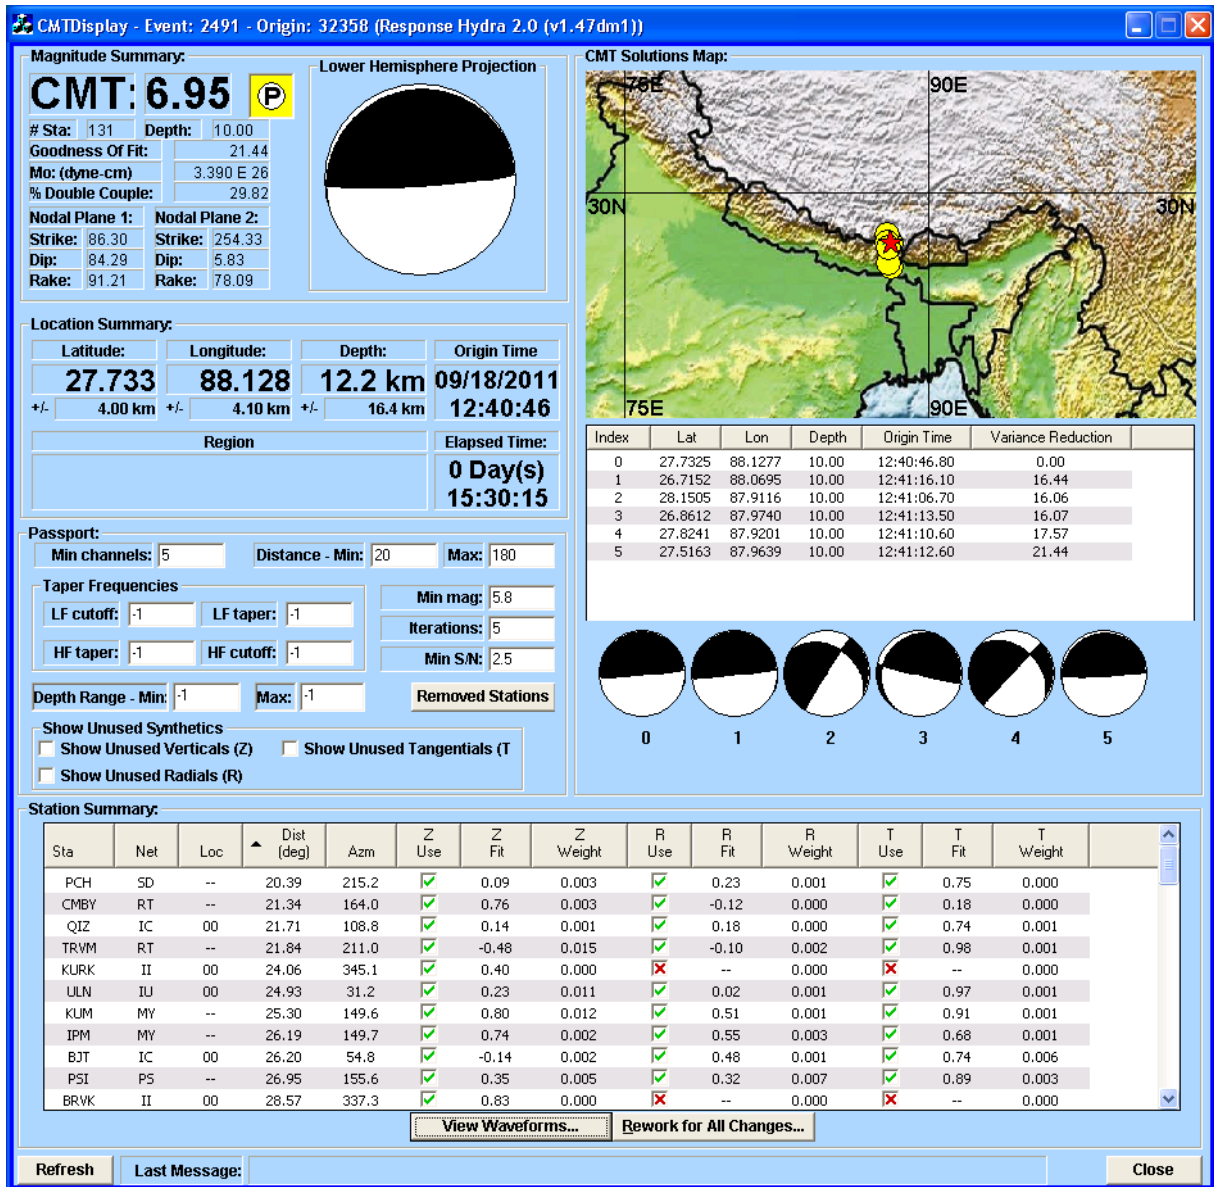 CMTDisplay - Event: 2491 - Origin: 32358 (Response Hydra 2.0 (v1.47dm1))
Magnitude Summary:
CMT: 6.95 P
# Sta: 131 Depth: 10.00
Goodness Of Fit: 21.44
Mo: (dyne-cm) 3.390 E 26
% Double Couple: 29.82
Nodal Plane 1: Nodal Plane 2:
Strike: 86.30 Strike: 254.33
Dip: 84.29 Dip: 5.83
Rake: 91.21 Rake: 78.09
Lower Hemisphere Projection
Location Summary:
Latitude: Longitude: Depth: Origin Time
27.733 88.128 12.2 km 09/18/2011
+/- 4.00 km +/- 4.10 km +/- 16.4 km 12:40:46
Region Elapsed Time:
0 Day(s)
15:30:15
Passport:
Min channels: 5 Distance - Min: 20 Max: 180
Taper Frequencies
LF cutoff: -1 LF taper: -1
HF taper: -1 HF cutoff: -1
Min mag: 5.8
Iterations: 5
Min S/N: 2.5
Depth Range - Min: -1 Max: -1 Removed Stations
Show Unused Synthetics
Show Unused Verticals (Z) Show Unused Tangentials (T
Show Unused Radials (R)
CMT Solutions Map:
75E 90E
30N 30N
75E 90E
Index Lat Lon Depth Origin Time Variance Reduction
0 27.7325 88.1277 10.00 12:40:46.80 0.00
1 26.7152 88.0695 10.00 12:41:16.10 16.44
2 28.1505 87.9116 10.00 12:41:06.70 16.06
3 26.8612 87.9740 10.00 12:41:13.50 16.07
4 27.8241 87.9201 10.00 12:41:10.60 17.57
5 27.5163 87.9639 10.00 12:41:12.60 21.44
0 1 2 3 4 5
Station Summary:
Sta Net Loc Dist (deg) Azm Z Use Z Fit Z Weight R Use R Fit R Weight T Use T Fit T Weight
PCH SD -- 20.39 215.2 0.09 0.003 0.23 0.001 0.75 0.000
CMBY RT -- 21.34 164.0 0.76 0.003 -0.12 0.000 0.18 0.000
QIZ IC 00 21.71 108.8 0.14 0.001 0.18 0.000 0.74 0.001
TRVM RT -- 21.84 211.0 -0.48 0.015 -0.10 0.002 0.98 0.001
KURK II 00 24.06 345.1 0.40 0.000 -- 0.000 -- 0.000
ULN IU 00 24.93 31.2 0.23 0.011 0.02 0.001 0.97 0.001
KUM MY -- 25.30 149.6 0.80 0.012 0.51 0.001 0.91 0.001
IPM MY -- 26.19 149.7 0.74 0.002 0.55 0.003 0.68 0.001
BJT IC 00 26.20 54.8 -0.14 0.002 0.48 0.001 0.74 0.006
PSI PS -- 26.95 155.6 0.35 0.005 0.32 0.007 0.89 0.003
BRVK II 00 28.57 337.3 0.83 0.000 -- 0.000 -- 0.000
View Waveforms... Rework for All Changes...
Refresh Last Message: Close